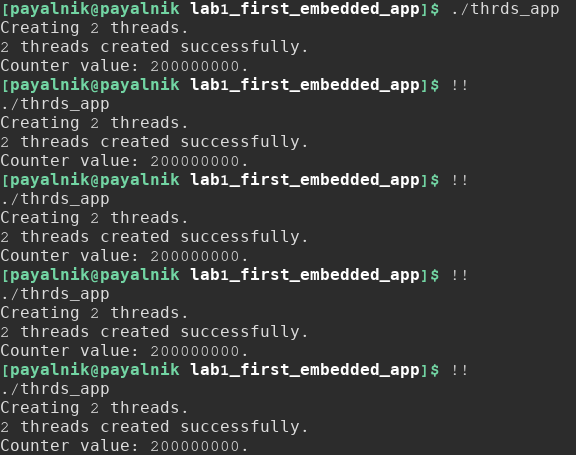 [payalnik@payalnik lab1_first_embedded_app]$ ./thrds_app
Creating 2 threads.
2 threads created successfully.
Counter value: 200000000.
[payalnik@payalnik lab1_first_embedded_app]$ !!
./thrds_app
Creating 2 threads.
2 threads created successfully.
Counter value: 200000000.
[payalnik@payalnik lab1_first_embedded_app]$ !!
./thrds_app
Creating 2 threads.
2 threads created successfully.
Counter value: 200000000.
[payalnik@payalnik lab1_first_embedded_app]$ !!
./thrds_app
Creating 2 threads.
2 threads created successfully.
Counter value: 200000000.
[payalnik@payalnik lab1_first_embedded_app]$ !!
./thrds_app
Creating 2 threads.
2 threads created successfully.
Counter value: 200000000.